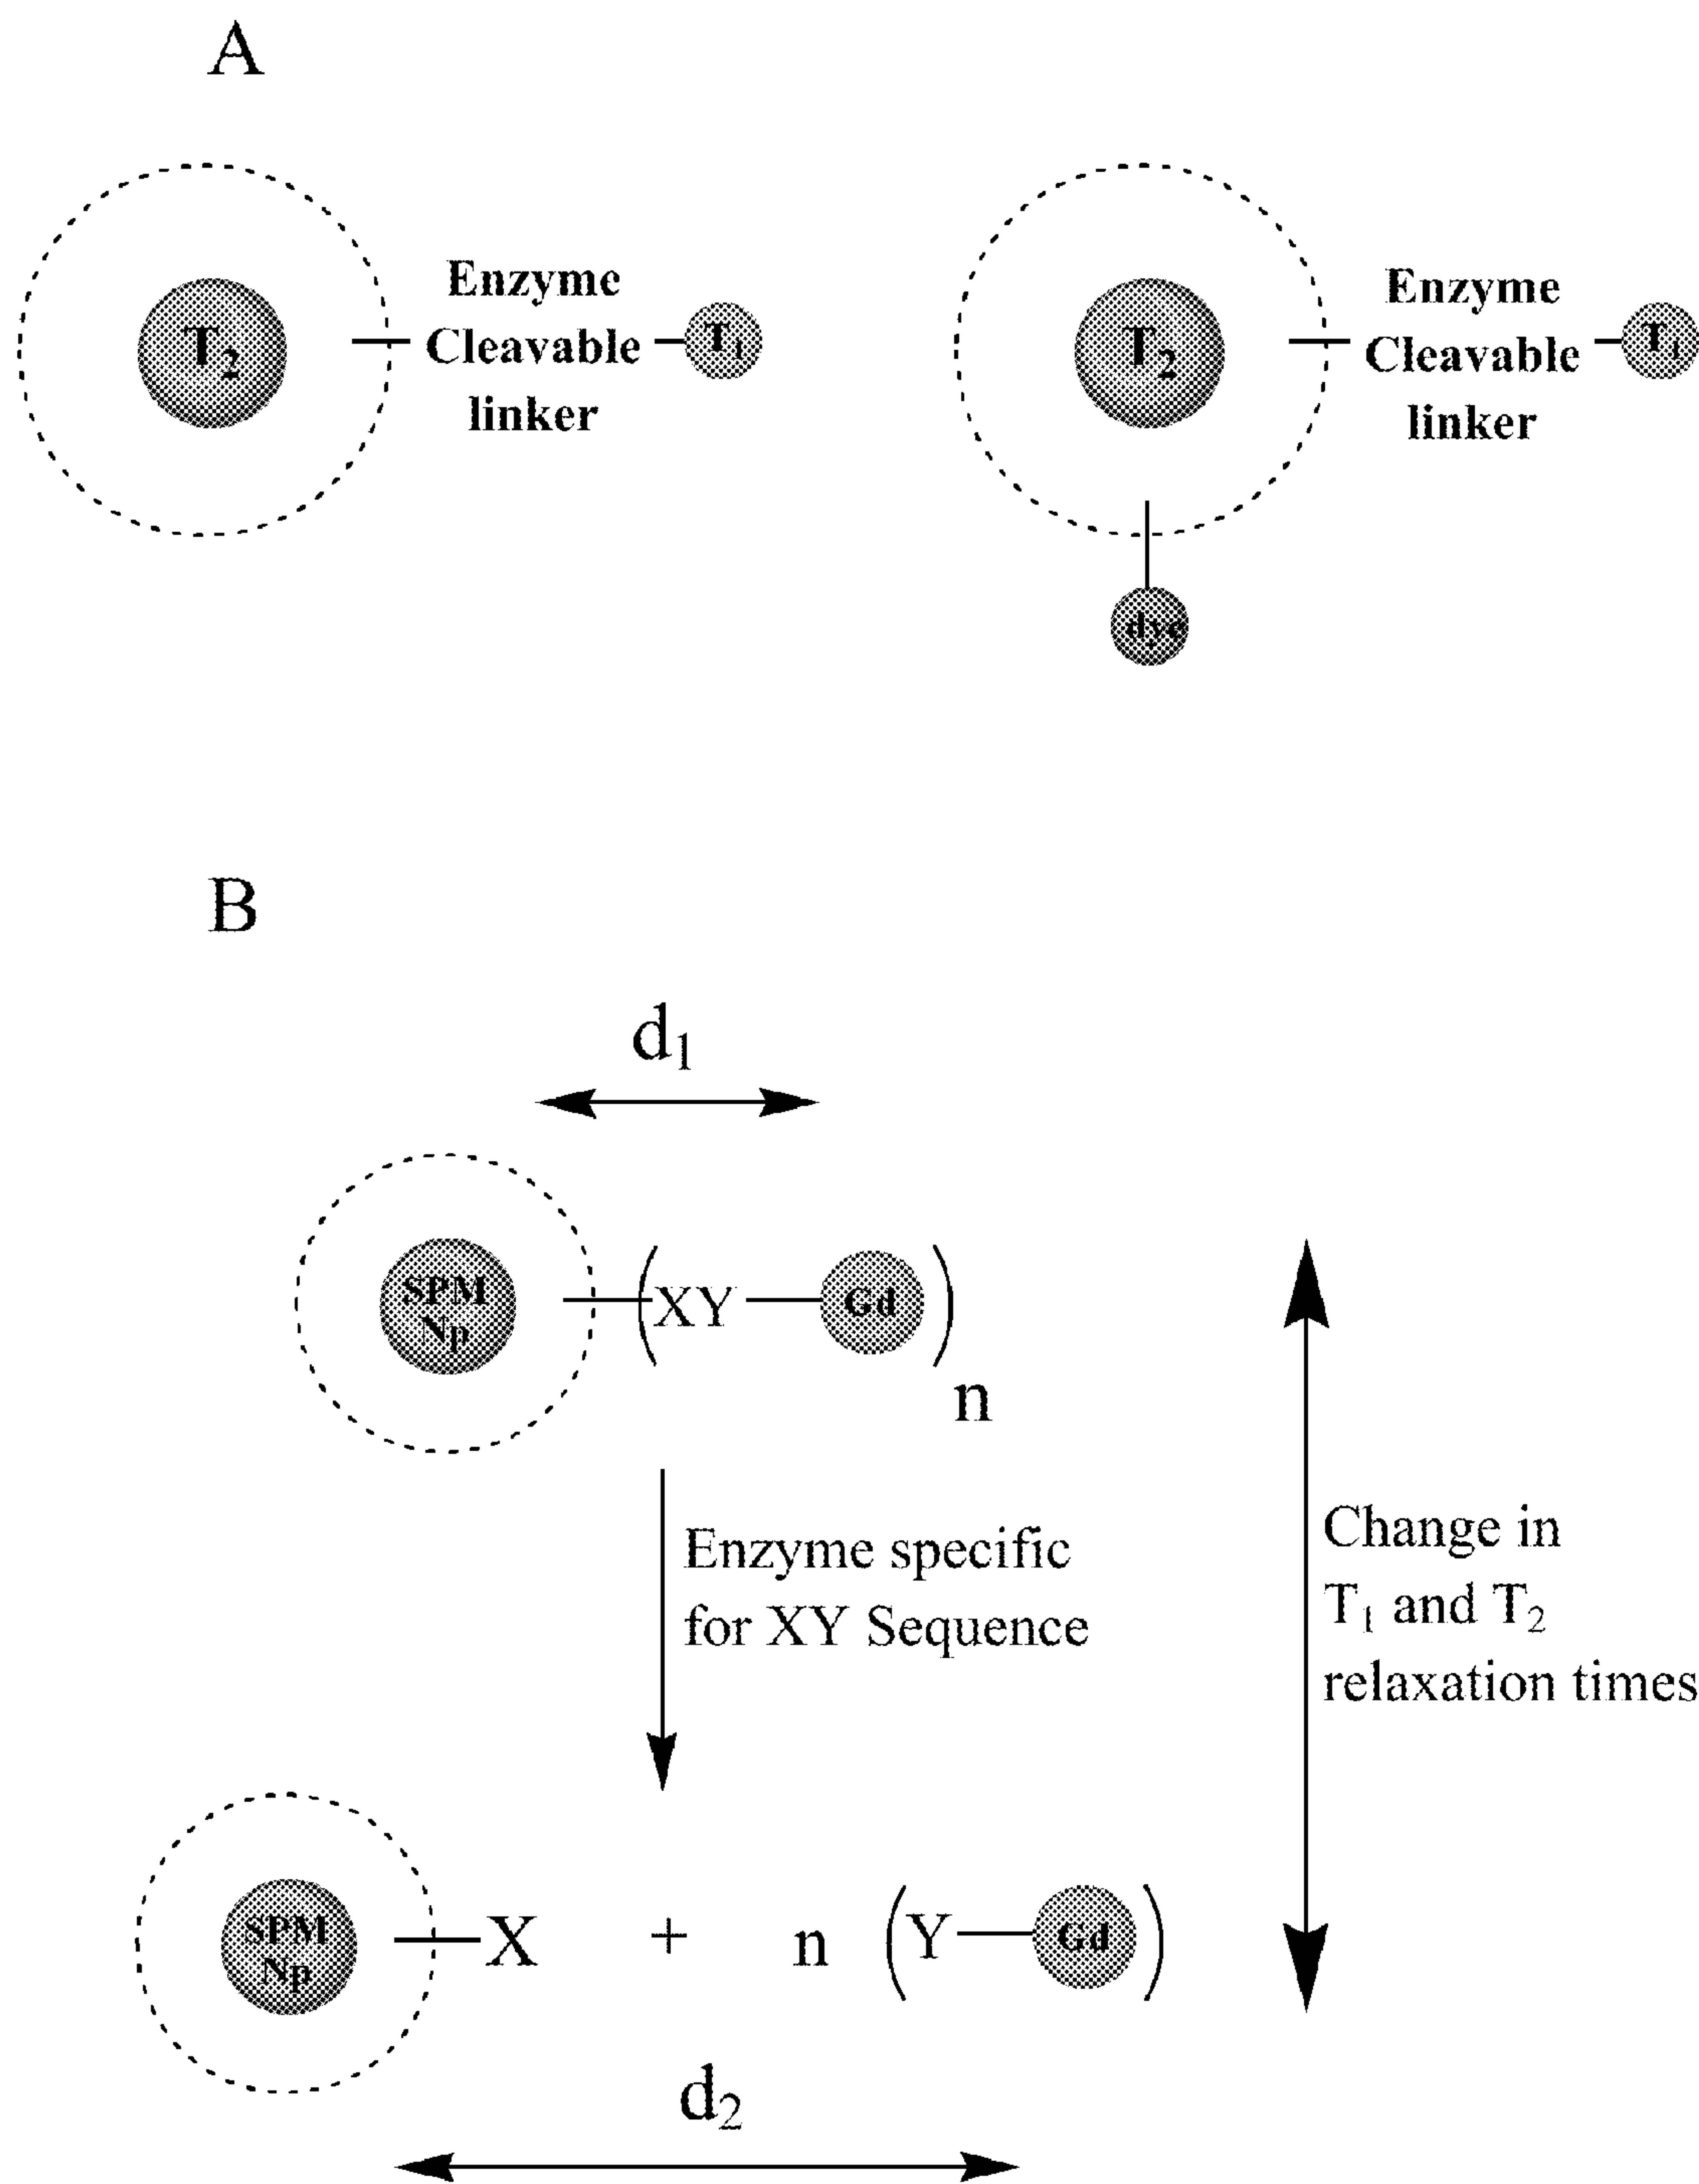 A
T₂
Enzyme
Cleavable
linker
T₁
T₂
Enzyme
Cleavable
linker
T₁
dye
B
d₁
SPM
Np
(XY
Gd)
n
Enzyme specific
for XY Sequence
Change in
T₁ and T₂
relaxation times
SPM
Np
X
+
n
(Y
Gd)
d₂